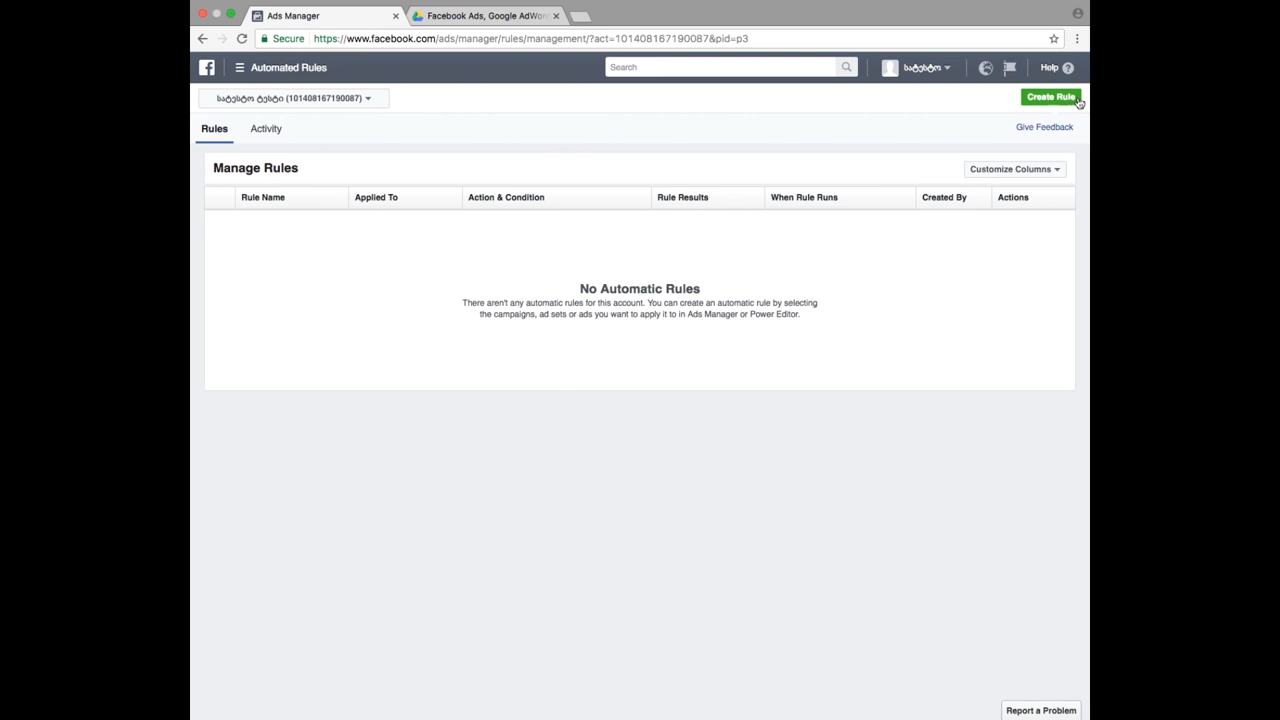 Ads Manager
Facebook Ads, Google AdWor
Secure https://www.facebook.com/ads/manager/rules/management/?act=101408167190087&pid=p3
Automated Rules
Search
სატესტო
Help
სატესტო ტესტი (101408167190087)
Create Rule
Rules Activity
Give Feedback
Manage Rules
Customize Columns
Rule Name Applied To Action & Condition Rule Results When Rule Runs Created By Actions
No Automatic Rules
There aren't any automatic rules for this account. You can create an automatic rule by selecting
the campaigns, ad sets or ads you want to apply it to in Ads Manager or Power Editor.
Report a Problem